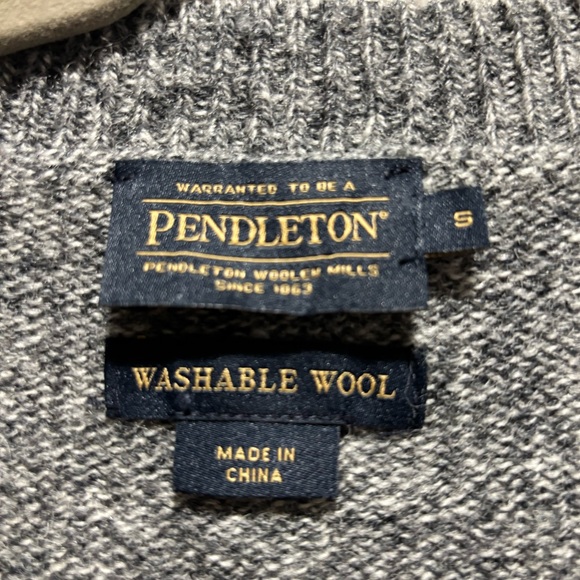 WARRANTED TO BE A
PENDLETON®
S
PENDLETON WOOLEN MILLS
SINCE 1863
WASHABLE WOOL
MADE IN
CHINA